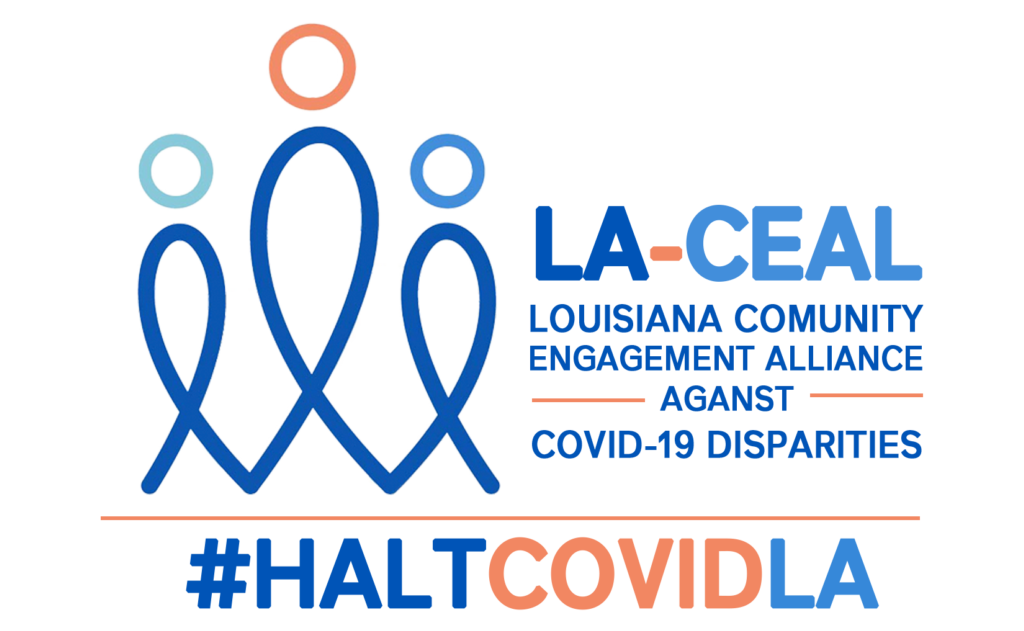 LA-CEAL
LOUISIANA COMUNITY
ENGAGEMENT ALLIANCE
AGANST
COVID-19 DISPARITIES
#HALTCOVIDLA